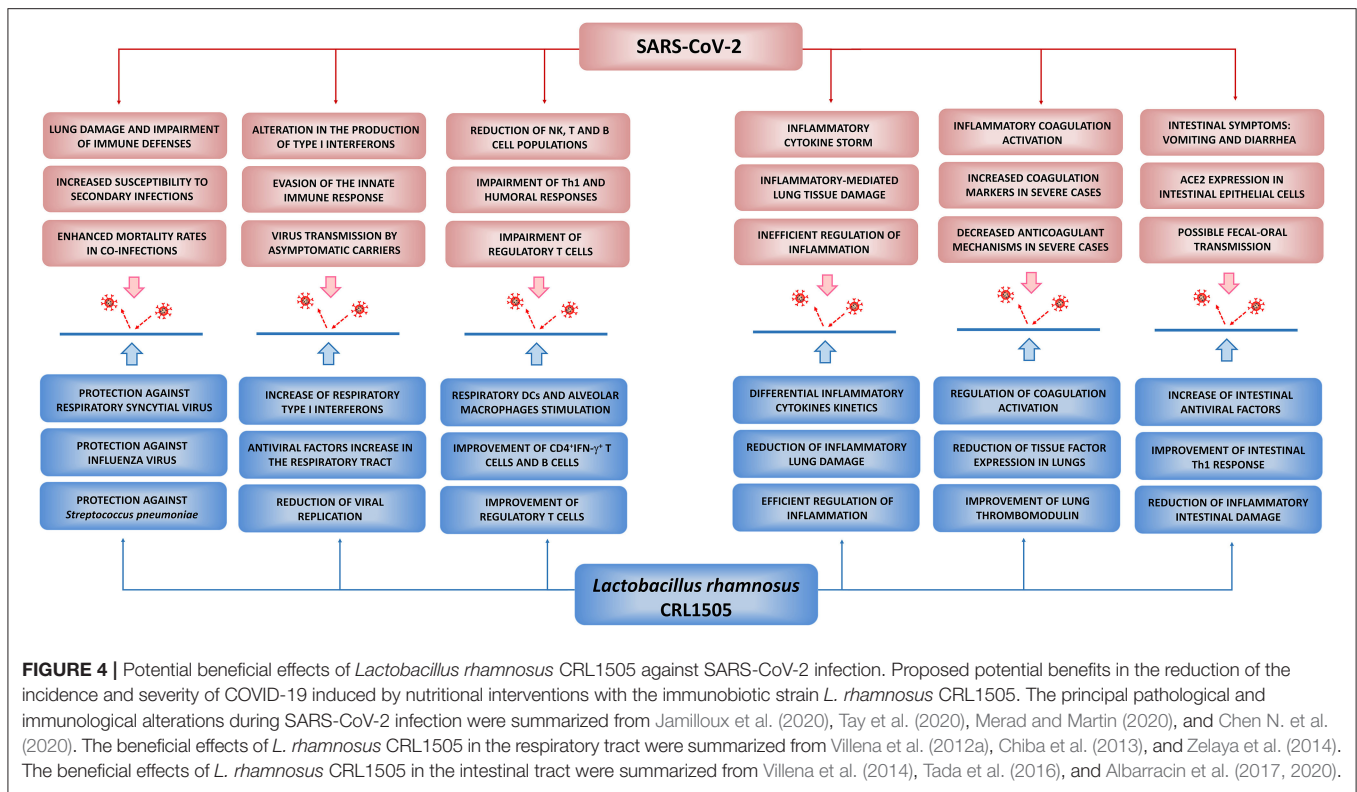 SARS-CoV-2
LUNG DAMAGE AND IMPAIRMENT
OF IMMUNE DEFENSES
INCREASED SUSCEPTIBILITY TO
SECONDARY INFECTIONS
ENHANCED MORTALITY RATES
IN CO-INFECTIONS
ALTERATION IN THE PRODUCTION
OF TYPE I INTERFERONS
EVASION OF THE INNATE
IMMUNE RESPONSE
VIRUS TRANSMISSION BY
ASYMPTOMATIC CARRIERS
REDUCTION OF NK, T AND B
CELL POPULATIONS
IMPAIRMENT OF Th1 AND
HUMORAL RESPONSES
IMPAIRMENT OF
REGULATORY T CELLS
INFLAMMATORY
CYTOKINE STORM
INFLAMMATORY-MEDIATED
LUNG TISSUE DAMAGE
INEFFICIENT REGULATION OF
INFLAMMATION
INFLAMMATORY COAGULATION
ACTIVATION
INCREASED COAGULATION
MARKERS IN SEVERE CASES
DECREASED ANTICOAGULANT
MECHANISMS IN SEVERE CASES
INTESTINAL SYMPTOMS:
VOMITING AND DIARRHEA
ACE2 EXPRESSION IN
INTESTINAL EPITHELIAL CELLS
POSSIBLE FECAL-ORAL
TRANSMISSION
PROTECTION AGAINST
RESPIRATORY SYNCYTIAL VIRUS
PROTECTION AGAINST
INFLUENZA VIRUS
PROTECTION AGAINST
Streptococcus pneumoniae
INCREASE OF RESPIRATORY
TYPE I INTERFERONS
ANTIVIRAL FACTORS INCREASE IN
THE RESPIRATORY TRACT
REDUCTION OF VIRAL
REPLICATION
RESPIRATORY DCs AND ALVEOLAR
MACROPHAGES STIMULATION
IMPROVEMENT OF CD4⁺IFN-γ⁺ T
CELLS AND B CELLS
IMPROVEMENT OF
REGULATORY T CELLS
DIFFERENTIAL INFLAMMATORY
CYTOKINES KINETICS
REDUCTION OF INFLAMMATORY
LUNG DAMAGE
EFFICIENT REGULATION OF
INFLAMMATION
REGULATION OF COAGULATION
ACTIVATION
REDUCTION OF TISSUE FACTOR
EXPRESSION IN LUNGS
IMPROVEMENT OF LUNG
THROMBOMODULIN
INCREASE OF INTESTINAL
ANTIVIRAL FACTORS
IMPROVEMENT OF INTESTINAL
Th1 RESPONSE
REDUCTION OF INFLAMMATORY
INTESTINAL DAMAGE
Lactobacillus rhamnosus
CRL1505
FIGURE 4 | Potential beneficial effects of Lactobacillus rhamnosus CRL1505 against SARS-CoV-2 infection. Proposed potential benefits in the reduction of the
incidence and severity of COVID-19 induced by nutritional interventions with the immunobiotic strain L. rhamnosus CRL1505. The principal pathological and
immunological alterations during SARS-CoV-2 infection were summarized from Jamilloux et al. (2020), Tay et al. (2020), Merad and Martin (2020), and Chen N. et al.
(2020). The beneficial effects of L. rhamnosus CRL1505 in the respiratory tract were summarized from Villena et al. (2012a), Chiba et al. (2013), and Zelaya et al. (2014).
The beneficial effects of L. rhamnosus CRL1505 in the intestinal tract were summarized from Villena et al. (2014), Tada et al. (2016), and Albarracin et al. (2017, 2020).